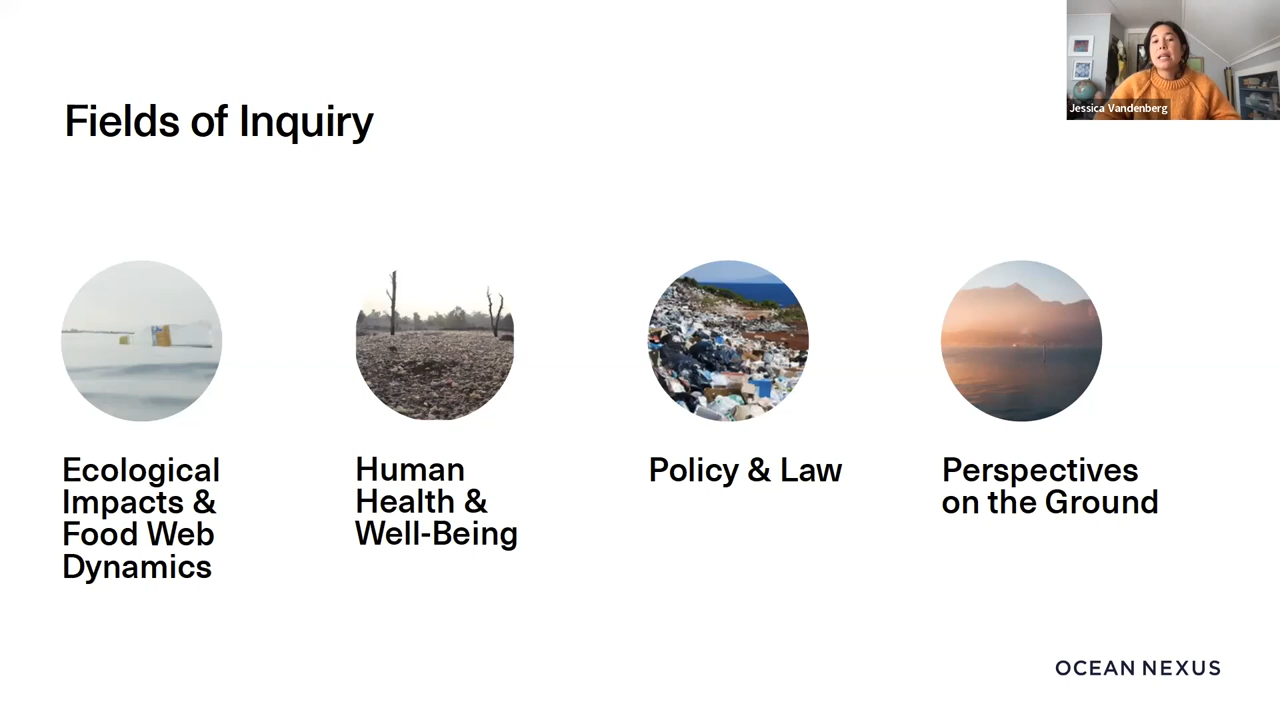 Jessica Vandenberg
Fields of Inquiry
Ecological
Impacts &
Food Web
Dynamics
Human
Health &
Well-Being
Policy & Law
Perspectives
on the Ground
OCEAN NEXUS